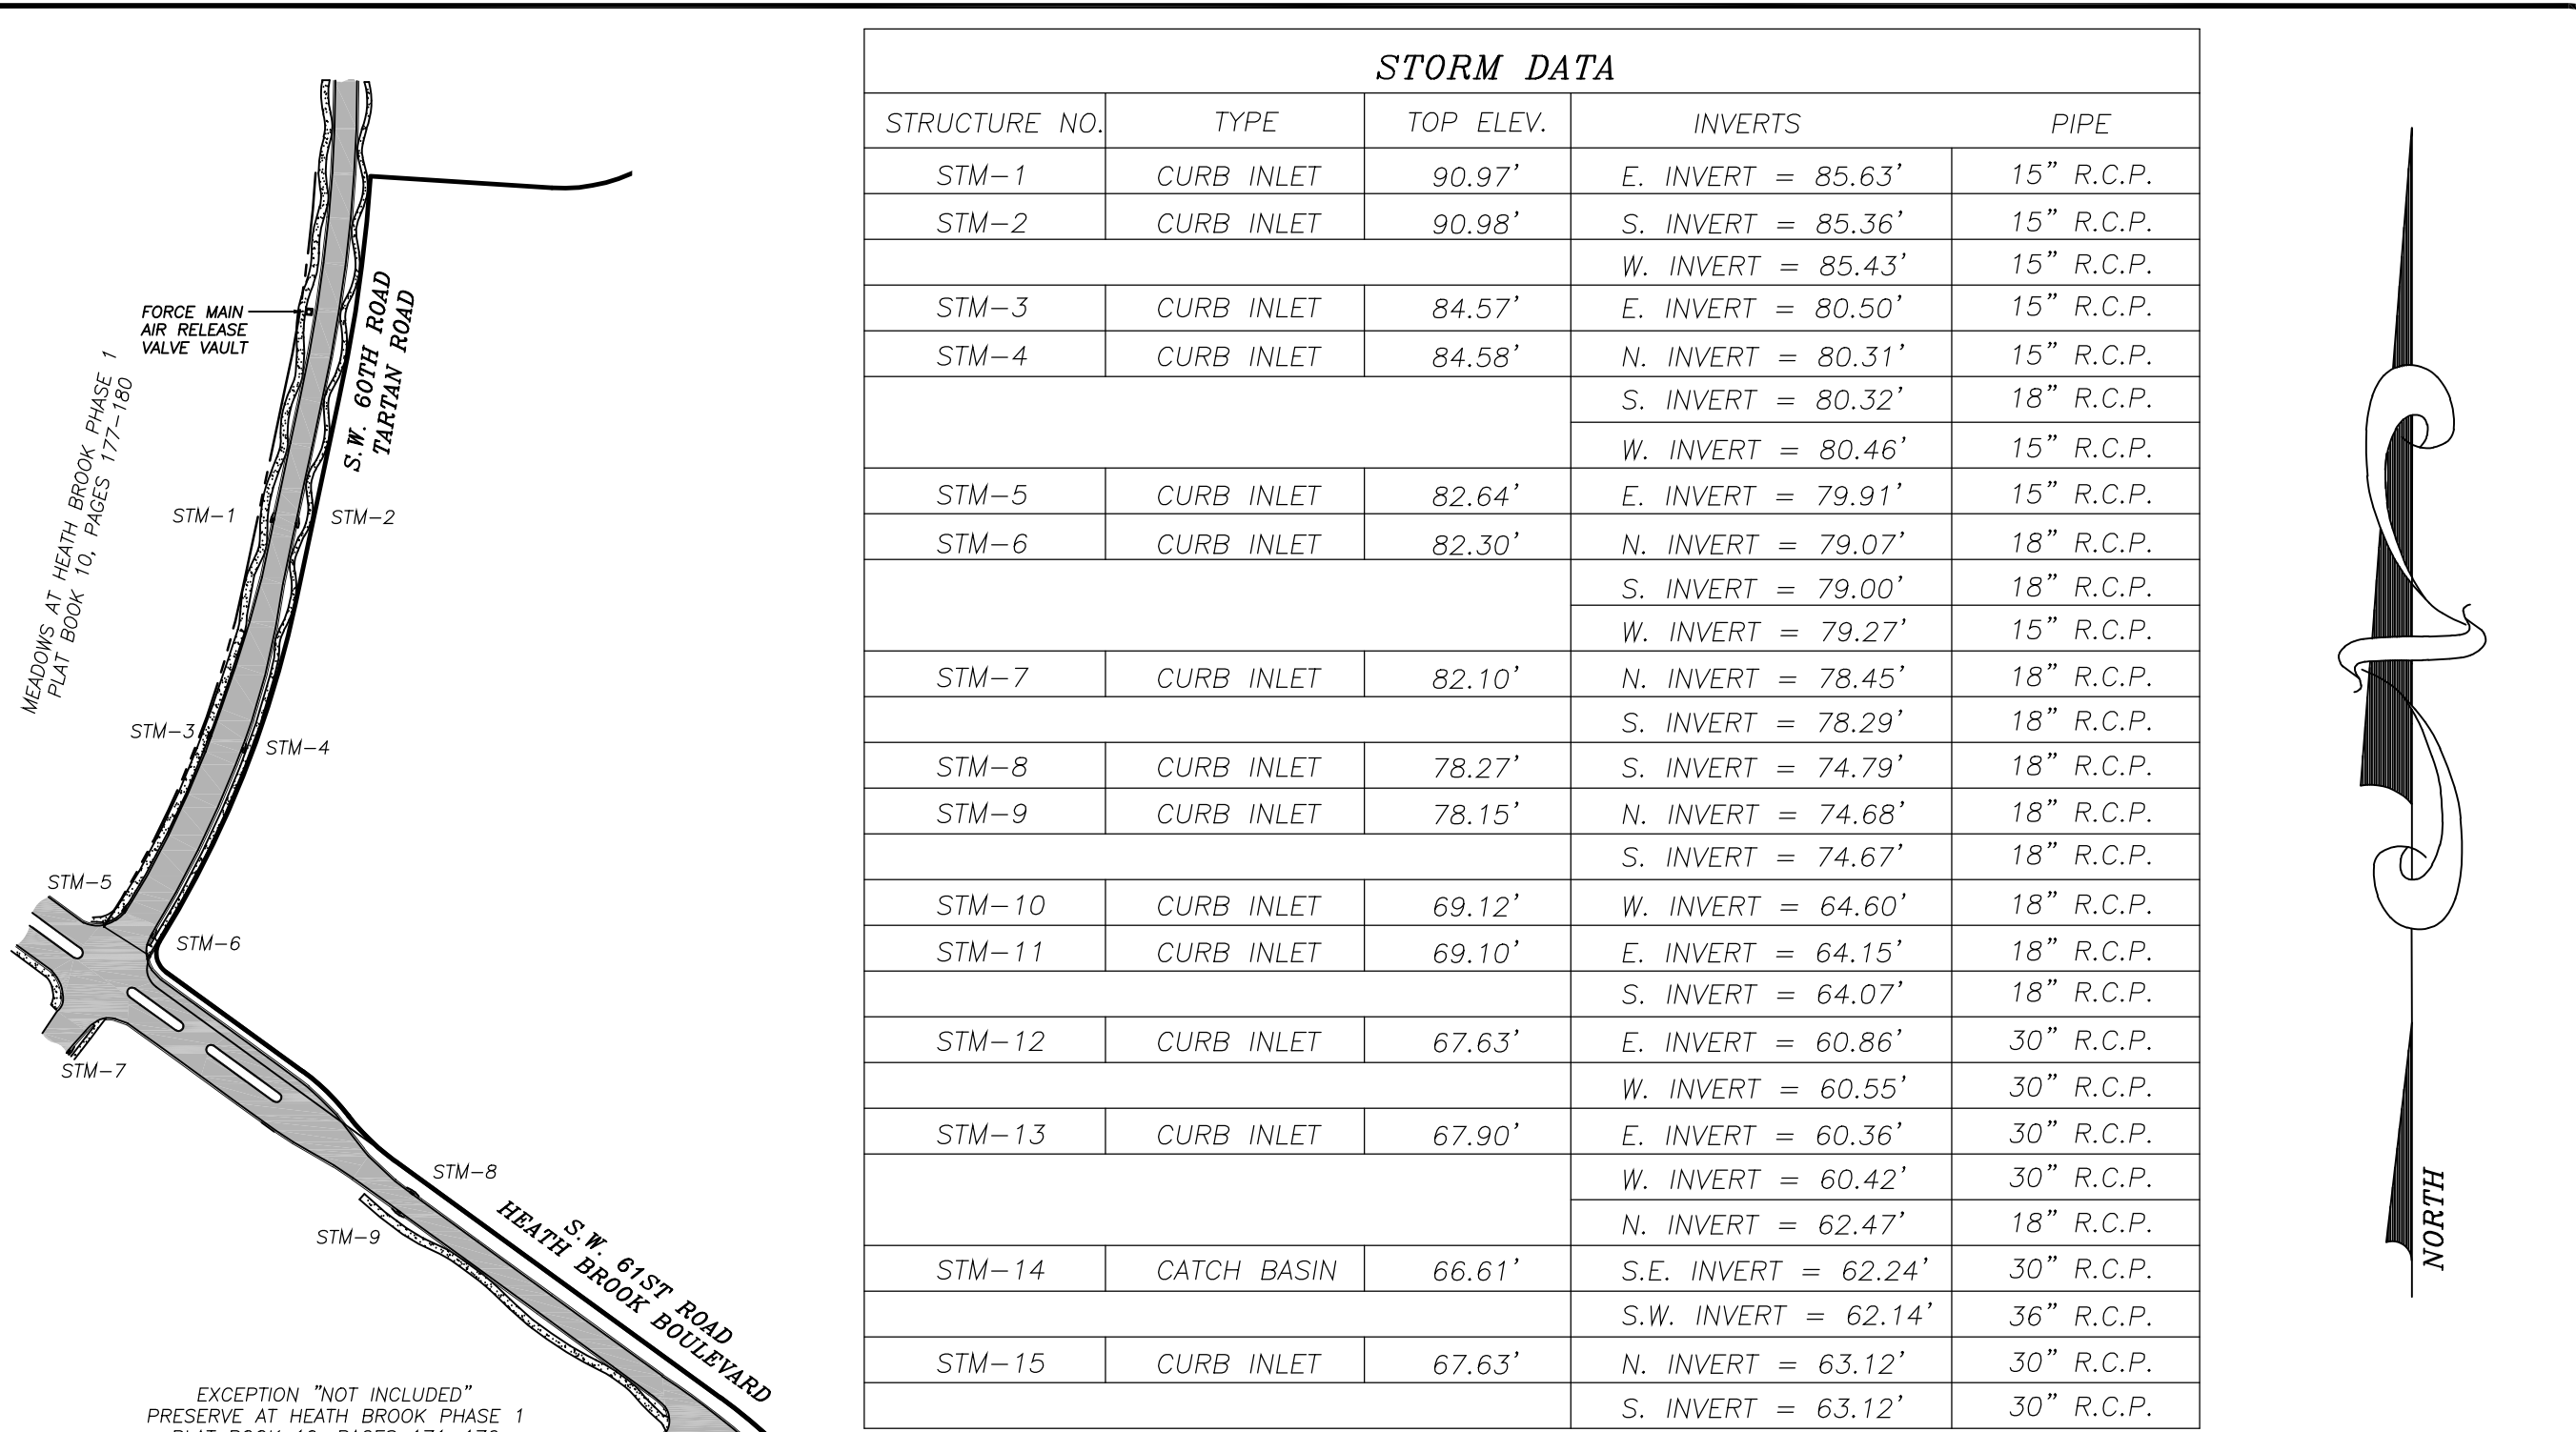 STORM DATA
STRUCTURE NO. TYPE TOP ELEV. INVERTS PIPE
STM-1 CURB INLET 90.97' E. INVERT = 85.63' 15" R.C.P.
STM-2 CURB INLET 90.98' S. INVERT = 85.36' 15" R.C.P.
W. INVERT = 85.43' 15" R.C.P.
STM-3 CURB INLET 84.57' E. INVERT = 80.50' 15" R.C.P.
STM-4 CURB INLET 84.58' N. INVERT = 80.31' 15" R.C.P.
S. INVERT = 80.32' 18" R.C.P.
W. INVERT = 80.46' 15" R.C.P.
STM-5 CURB INLET 82.64' E. INVERT = 79.91' 15" R.C.P.
STM-6 CURB INLET 82.30' N. INVERT = 79.07' 18" R.C.P.
S. INVERT = 79.00' 18" R.C.P.
W. INVERT = 79.27' 15" R.C.P.
STM-7 CURB INLET 82.10' N. INVERT = 78.45' 18" R.C.P.
S. INVERT = 78.29' 18" R.C.P.
STM-8 CURB INLET 78.27' S. INVERT = 74.79' 18" R.C.P.
STM-9 CURB INLET 78.15' N. INVERT = 74.68' 18" R.C.P.
S. INVERT = 74.67' 18" R.C.P.
STM-10 CURB INLET 69.12' W. INVERT = 64.60' 18" R.C.P.
STM-11 CURB INLET 69.10' E. INVERT = 64.15' 18" R.C.P.
S. INVERT = 64.07' 18" R.C.P.
STM-12 CURB INLET 67.63' E. INVERT = 60.86' 30" R.C.P.
W. INVERT = 60.55' 30" R.C.P.
STM-13 CURB INLET 67.90' E. INVERT = 60.36' 30" R.C.P.
W. INVERT = 60.42' 30" R.C.P.
N. INVERT = 62.47' 18" R.C.P.
STM-14 CATCH BASIN 66.61' S.E. INVERT = 62.24' 30" R.C.P.
S.W. INVERT = 62.14' 36" R.C.P.
STM-15 CURB INLET 67.63' N. INVERT = 63.12' 30" R.C.P.
S. INVERT = 63.12' 30" R.C.P.
FORCE MAIN
AIR RELEASE
VALVE VAULT
S.W. 60TH ROAD
TARTAN ROAD
MEADOWS AT HEATH BROOK PHASE 1
PLAT BOOK 10, PAGES 177-180
STM-1
STM-2
STM-3
STM-4
STM-5
STM-6
STM-7
STM-8
STM-9
S.W. 61ST ROAD
HEATH BROOK BOULEVARD
EXCEPTION "NOT INCLUDED"
PRESERVE AT HEATH BROOK PHASE 1
NORTH